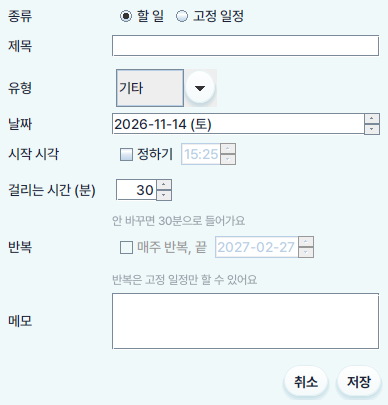 종류 할 일 고정 일정
제목
유형 기타
날짜 2026-11-14 (토)
시작 시각 정하기 15:25
걸리는 시간 (분) 30
안 바꾸면 30분으로 들어가요
반복 매주 반복, 끝 2027-02-27
반복은 고정 일정만 할 수 있어요
메모
취소 저장